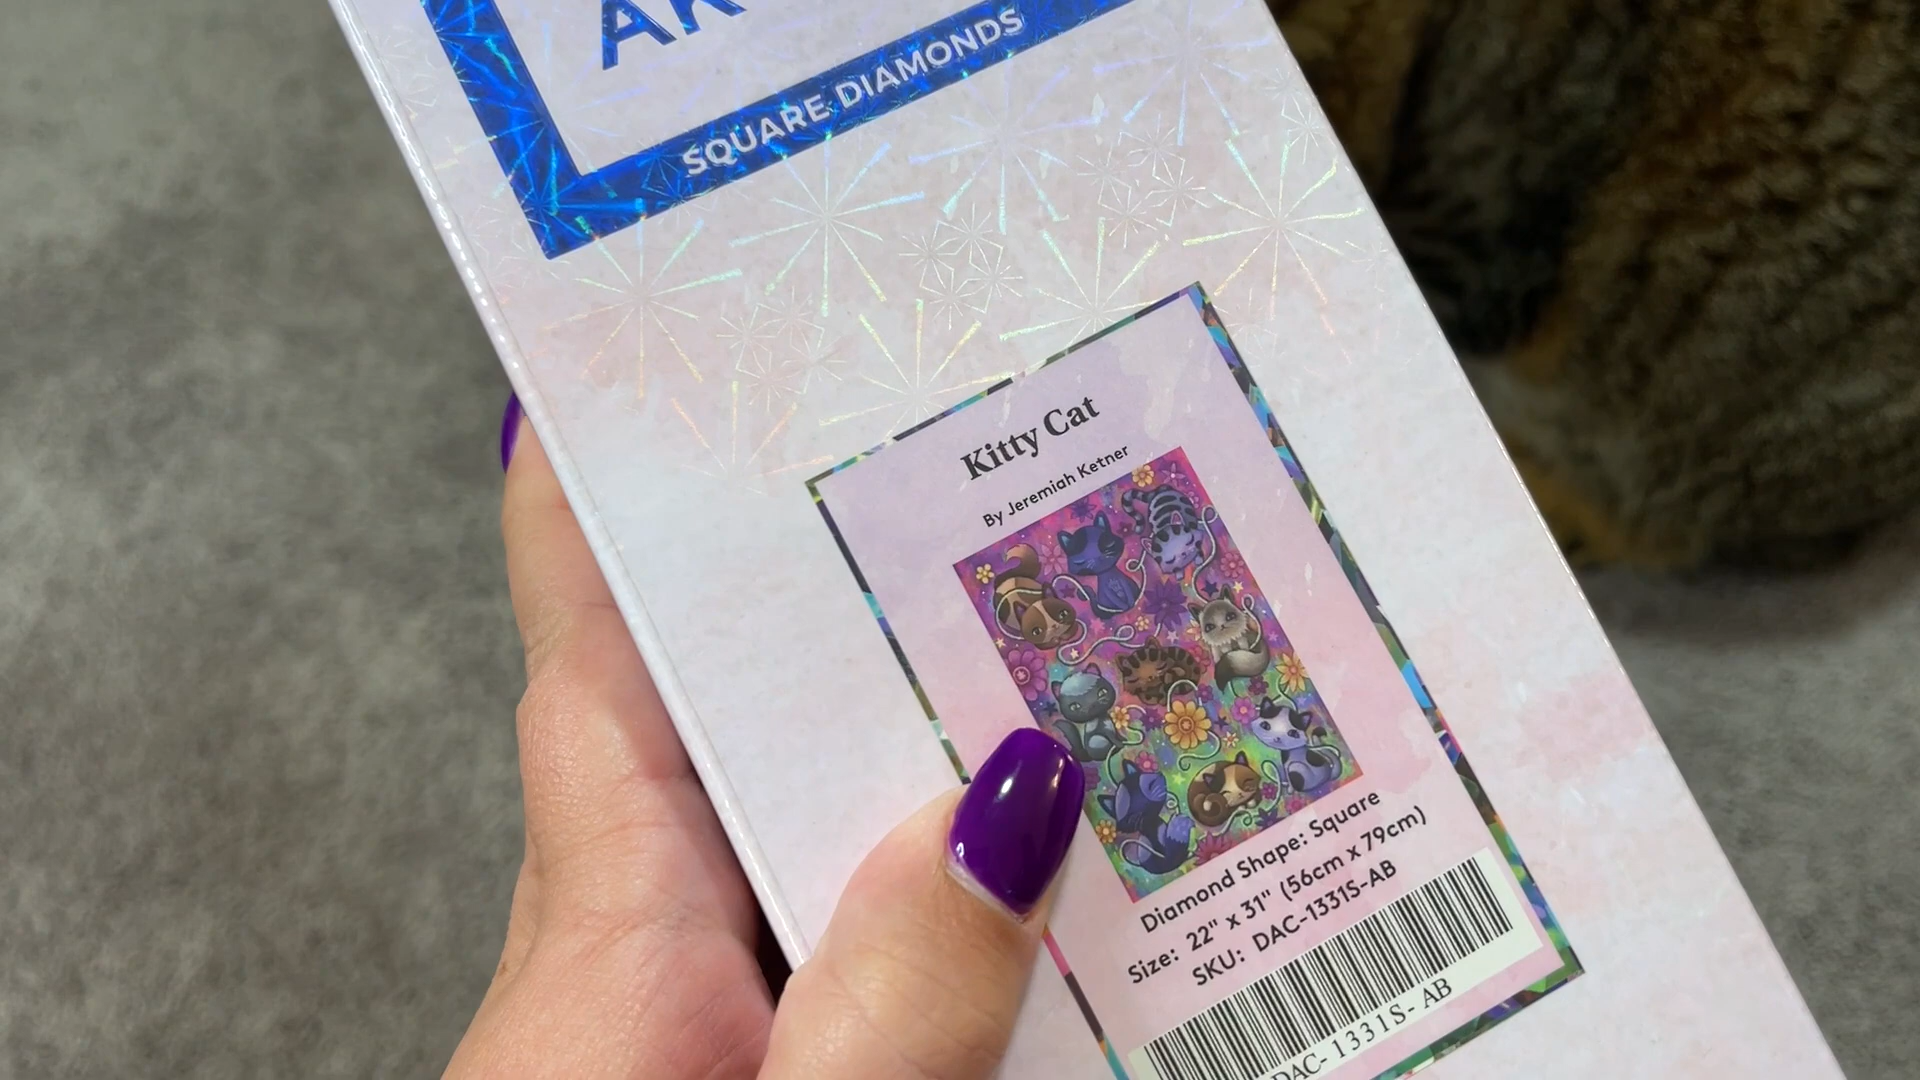 SQUARE DIAMONDS
Kitty Cat
By Jeremiah Ketner
Diamond Shape: Square
Size: 22" x 31" (56cm x 79cm)
SKU: DAC-1331S-AB
DAC-1331S-AB